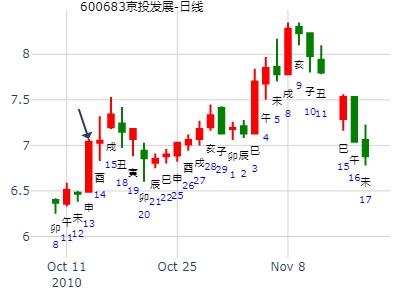 600683京投发展-日线
8
7.5
7
6.5
6
卯
8
午
11
未
12
申
13
酉
14
戌
15
丑
18
寅
19
卯
20
辰
21
巳
22
申
25
酉
26
戌
27
亥
28
子
29
卯
1
辰
2
巳
3
午
4
未
5
戌
8
亥
9
子
10
丑
11
巳
15
午
16
未
17
Oct 11
2010
Oct 25
Nov 8